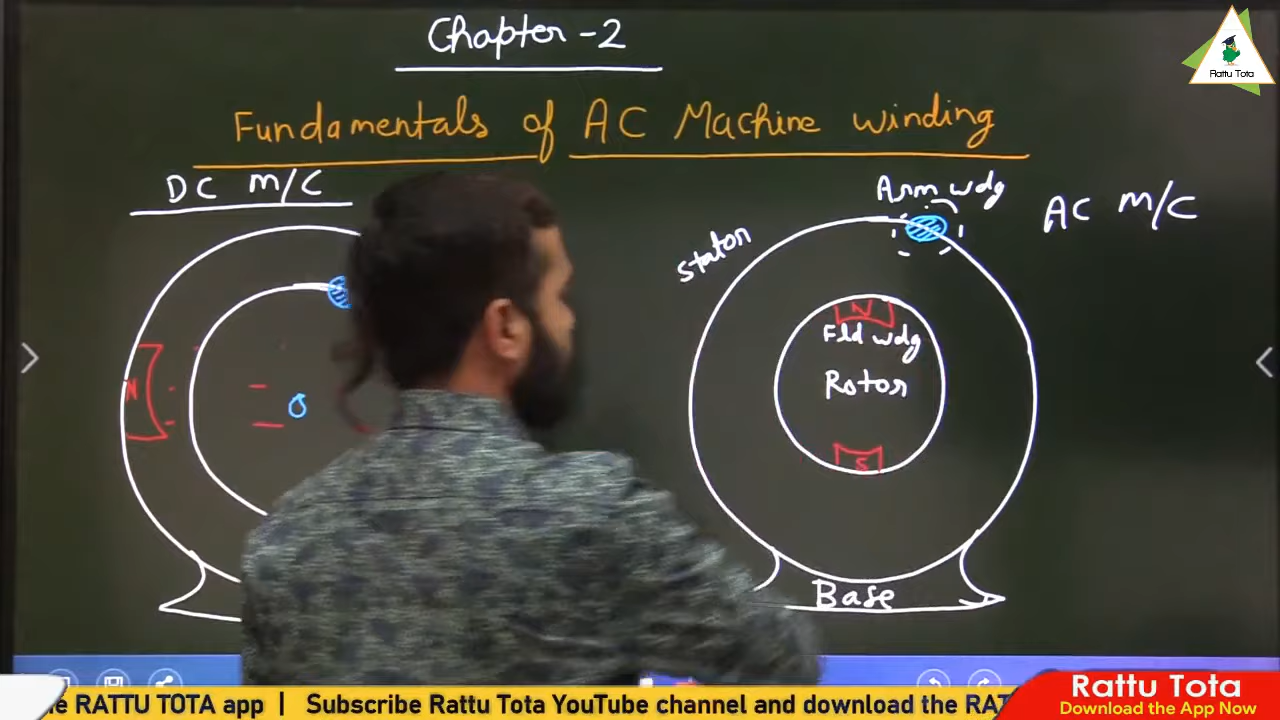 Chapter - 2
Fundamentals of AC Machine winding
DC M/C
Arm wdg
AC M/C
stator
N
Fld wdg
Rotor
S
N
Base
Rattu Tota
RATTU TOTA app | Subscribe Rattu Tota YouTube channel and download the
Rattu Tota
Download the App Now